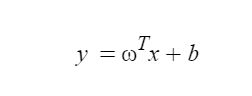 y = ω^T x + b